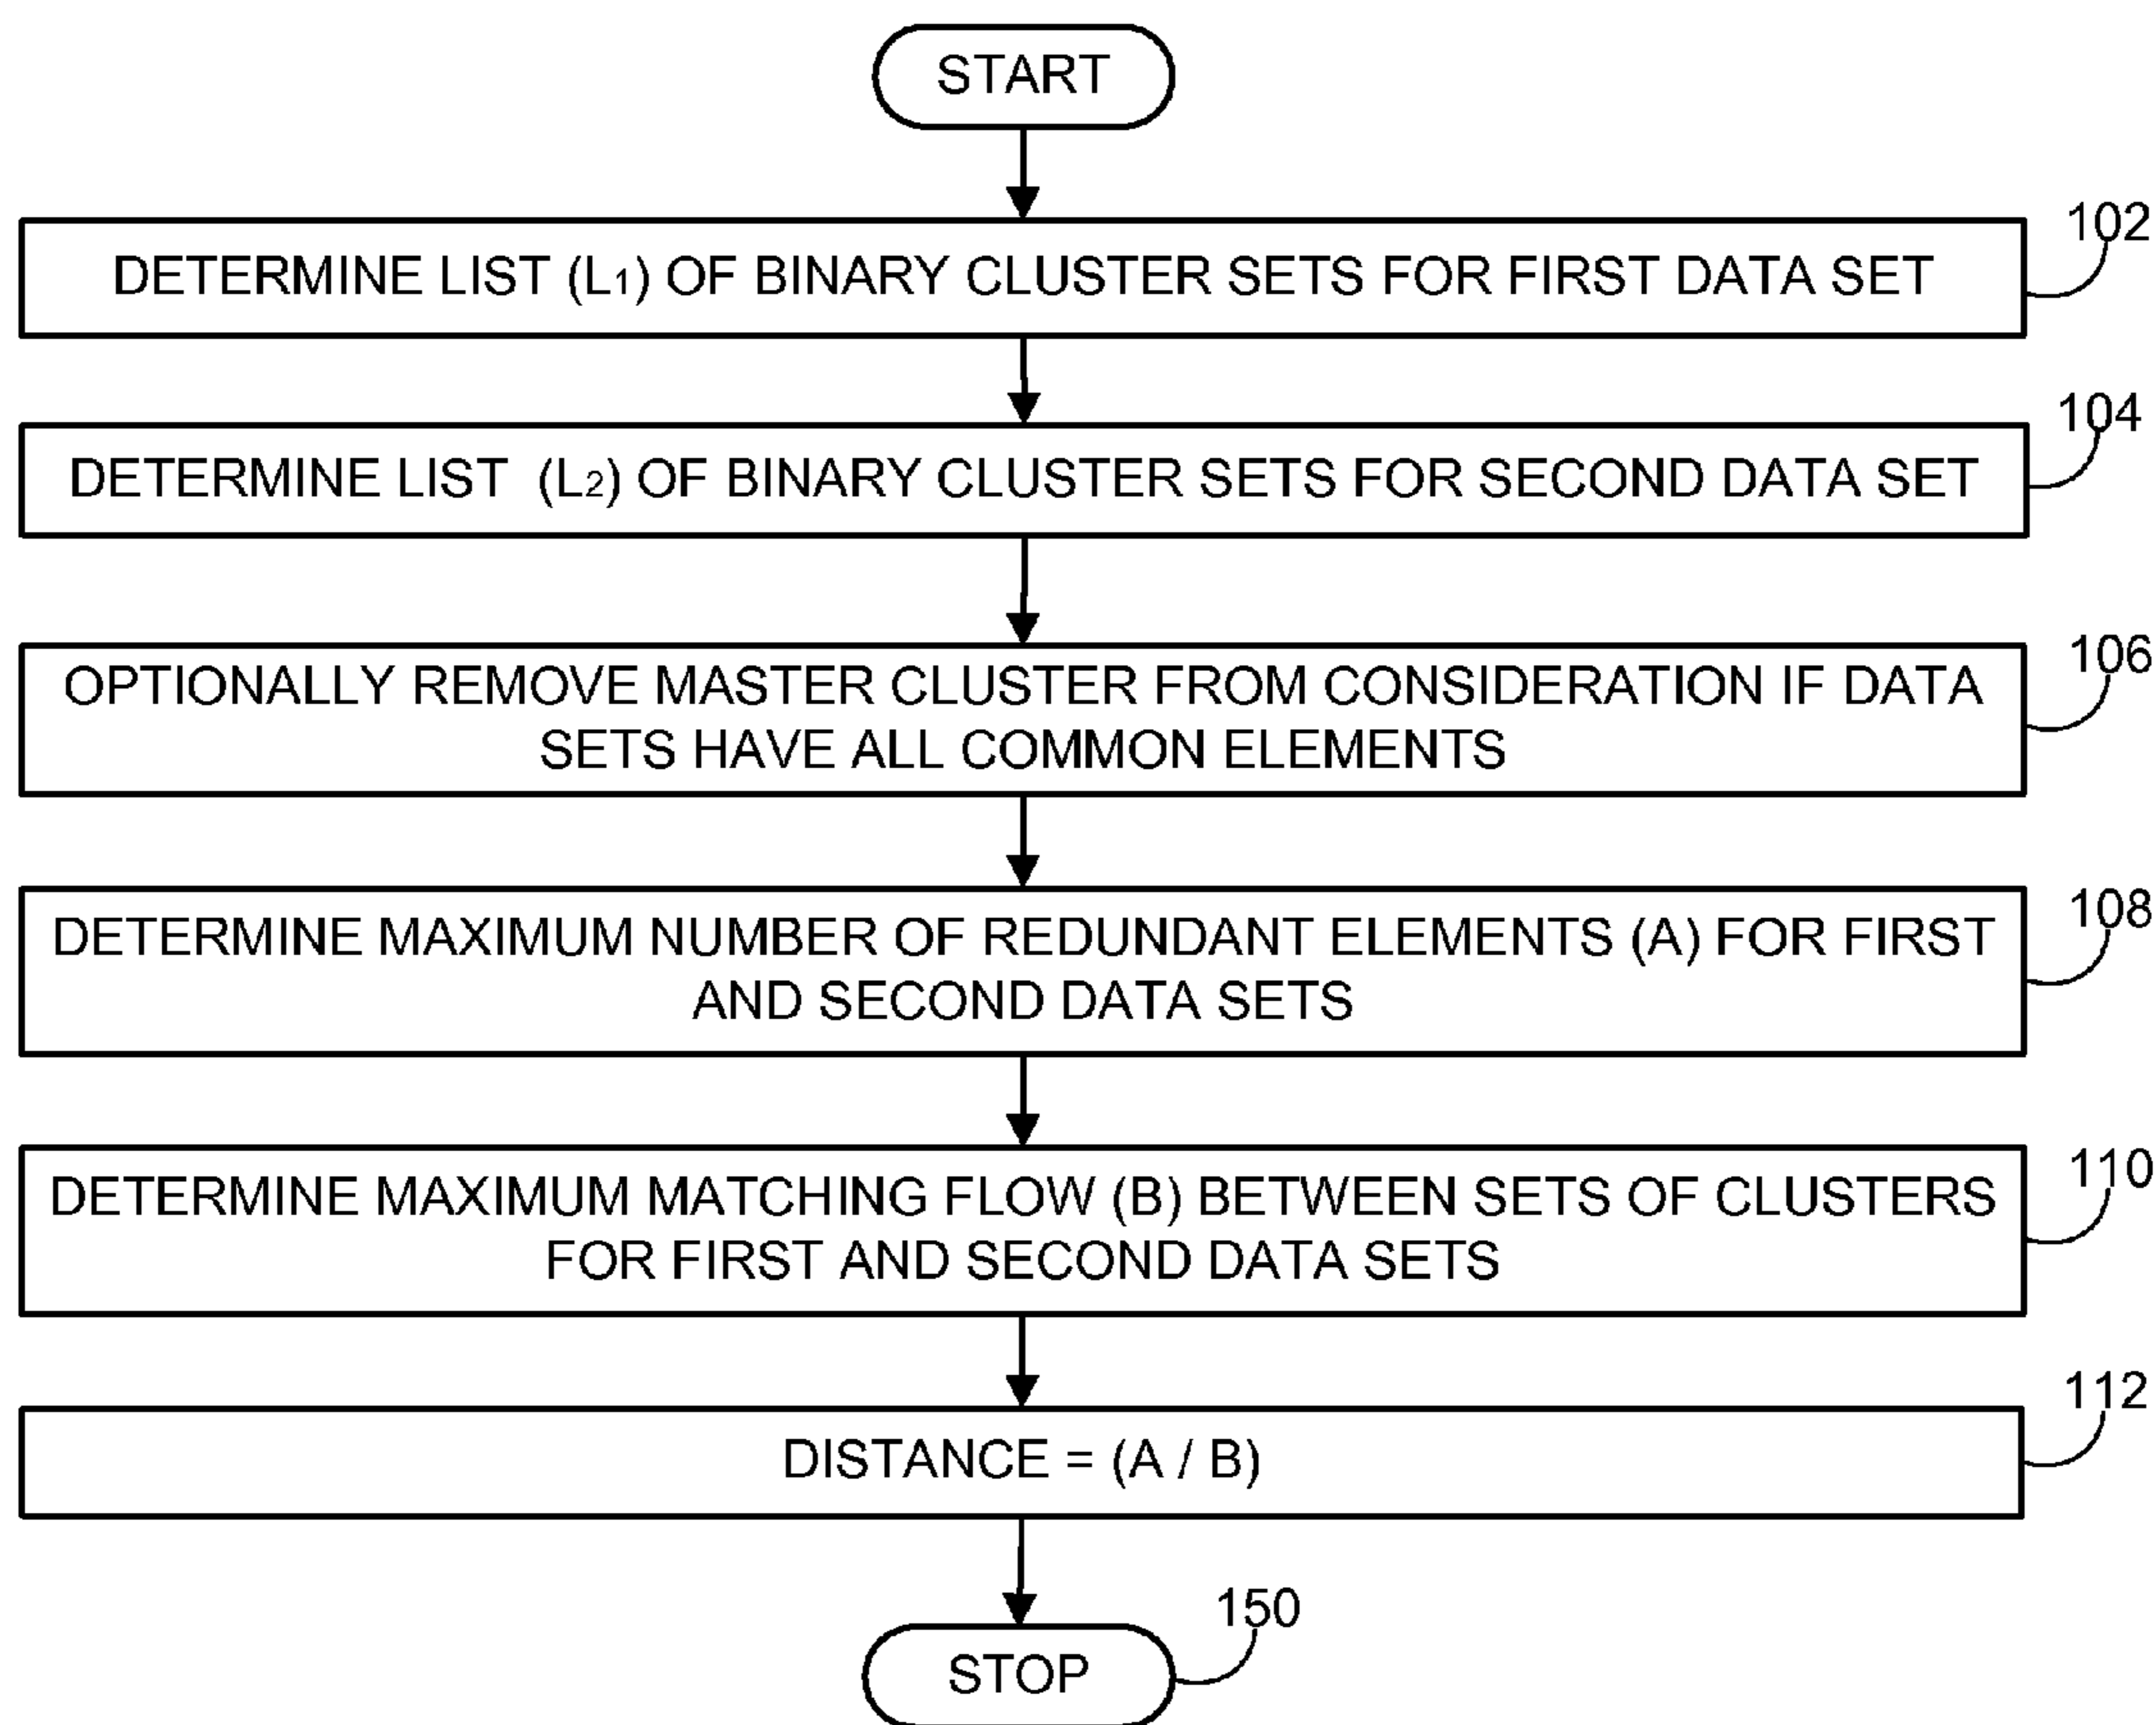 START
102
DETERMINE LIST (L1) OF BINARY CLUSTER SETS FOR FIRST DATA SET
104
DETERMINE LIST (L2) OF BINARY CLUSTER SETS FOR SECOND DATA SET
106
OPTIONALLY REMOVE MASTER CLUSTER FROM CONSIDERATION IF DATA
SETS HAVE ALL COMMON ELEMENTS
108
DETERMINE MAXIMUM NUMBER OF REDUNDANT ELEMENTS (A) FOR FIRST
AND SECOND DATA SETS
110
DETERMINE MAXIMUM MATCHING FLOW (B) BETWEEN SETS OF CLUSTERS
FOR FIRST AND SECOND DATA SETS
112
DISTANCE = (A / B)
150
STOP